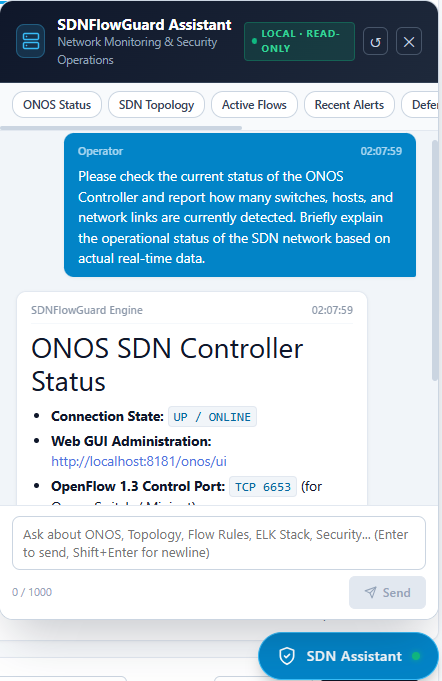 SDNFlowGuard Assistant
Network Monitoring & Security
Operations
LOCAL · READ-
ONLY
ONOS Status
SDN Topology
Active Flows
Recent Alerts
Defe
Operator
02:07:59
Please check the current status of the ONOS
Controller and report how many switches, hosts, and
network links are currently detected. Briefly explain
the operational status of the SDN network based on
actual real-time data.
SDNFlowGuard Engine
02:07:59
ONOS SDN Controller
Status
• Connection State: UP / ONLINE
• Web GUI Administration:
http://localhost:8181/onos/ui
• OpenFlow 1.3 Control Port: TCP 6653 (for
Ask about ONOS, Topology, Flow Rules, ELK Stack, Security... (Enter
to send, Shift+Enter for newline)
0 / 1000
Send
SDN Assistant